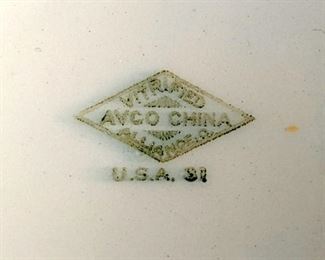 VITRIFIED
AVCO CHINA
ALLIANCE, O.
U.S.A. 31